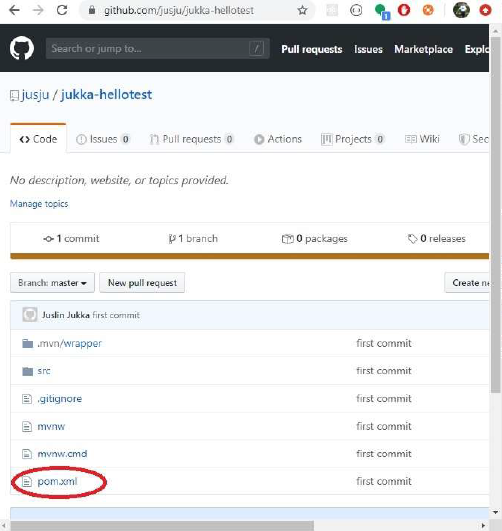 github.com/jusju/jukka-hellotest
1
Search or jump to... /
Pull requests Issues Marketplace Explo
jusju / jukka-hellotest
Code Issues 0 Pull requests 0 Actions Projects 0 Wiki Sec
No description, website, or topics provided.
Manage topics
1 commit 1 branch 0 packages 0 releases
Branch: master New pull request Create ne
Juslin Jukka first commit
.mvn/wrapper first commit
src first commit
.gitignore first commit
mvnw first commit
mvnw.cmd first commit
pom.xml first commit